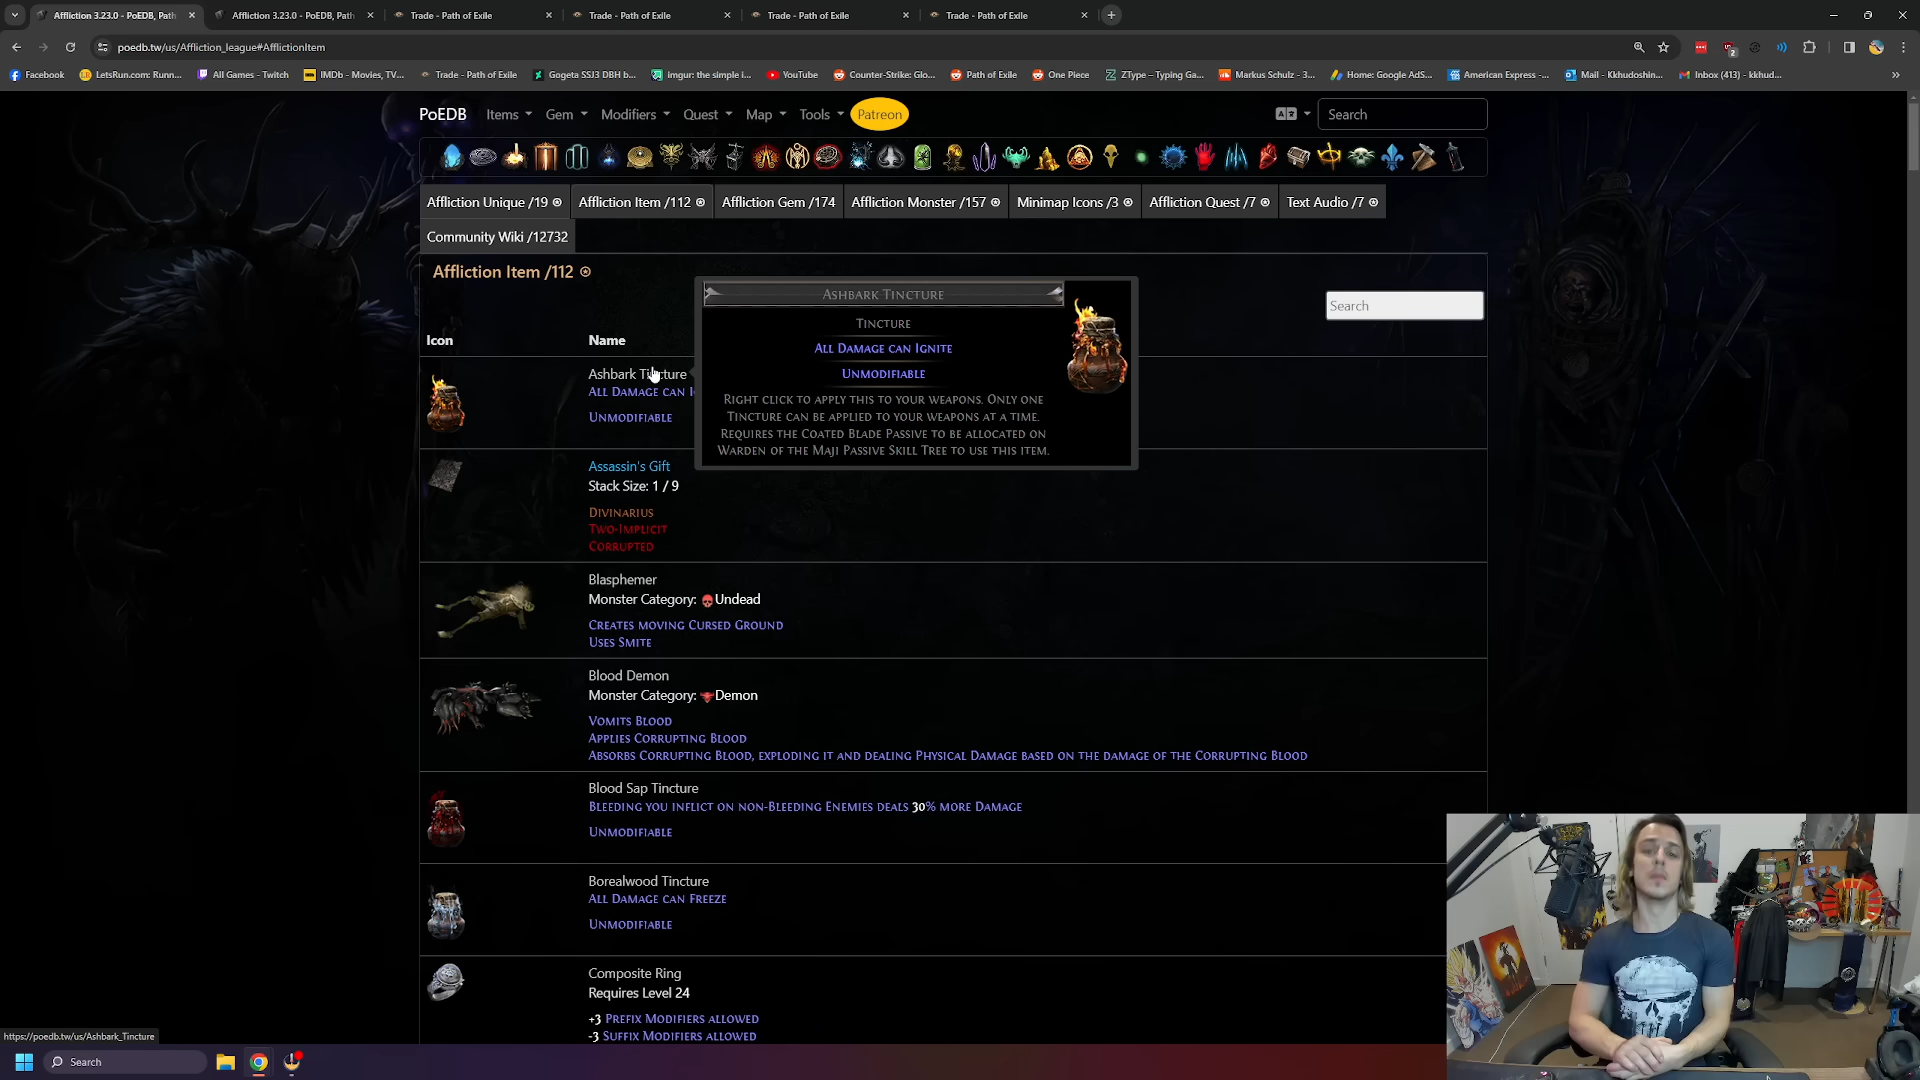 Affliction 3.23.0 - PoEDB, Path
Affliction 3.23.0 - PoEDB, Path
Trade - Path of Exile
Trade - Path of Exile
Trade - Path of Exile
Trade - Path of Exile
poedb.tw/us/Affliction_league#AfflictionItem
Facebook
LetsRun.com: Runn...
All Games - Twitch
IMDb - Movies, TV...
Trade - Path of Exile
Gogeta SSJ3 DBH b...
Imgur: the simple i...
YouTube
Counter-Strike: Glo...
Path of Exile
One Piece
ZType – Typing Ga...
Markus Schulz - 3...
Home: Google AdS...
American Express -...
Mail - Kkhudoshin...
Inbox (413) - kkhud...
PoEDB
Items
Gem
Modifiers
Quest
Map
Tools
Patreon
Search
Affliction Unique /19
Affliction Item /112
Affliction Gem /174
Affliction Monster /157
Minimap Icons /3
Affliction Quest /7
Text Audio /7
Community Wiki /12732
Affliction Item /112
Search
Icon
Name
Ashbark Tincture
All Damage can I
Unmodifiable
Ashbark Tincture
Tincture
All Damage can Ignite
Unmodifiable
Right click to apply this to your weapons. Only one
Tincture can be applied to your weapons at a time.
Requires the Coated Blade Passive to be allocated on
Warden of the Maji Passive Skill Tree to use this item.
Assassin's Gift
Stack Size: 1 / 9
Divinarius
Two-Implicit
Corrupted
Blasphemer
Monster Category: Undead
Creates moving Cursed Ground
Uses Smite
Blood Demon
Monster Category: Demon
Vomits Blood
Applies Corrupting Blood
Absorbs Corrupting Blood, exploding it and dealing Physical Damage based on the damage of the Corrupting Blood
Blood Sap Tincture
Bleeding you inflict on non-Bleeding Enemies deals 30% more Damage
Unmodifiable
Borealwood Tincture
All Damage can Freeze
Unmodifiable
Composite Ring
Requires Level 24
+3 Prefix Modifiers allowed
-3 Suffix Modifiers allowed
https://poedb.tw/us/Ashbark_Tincture
Search